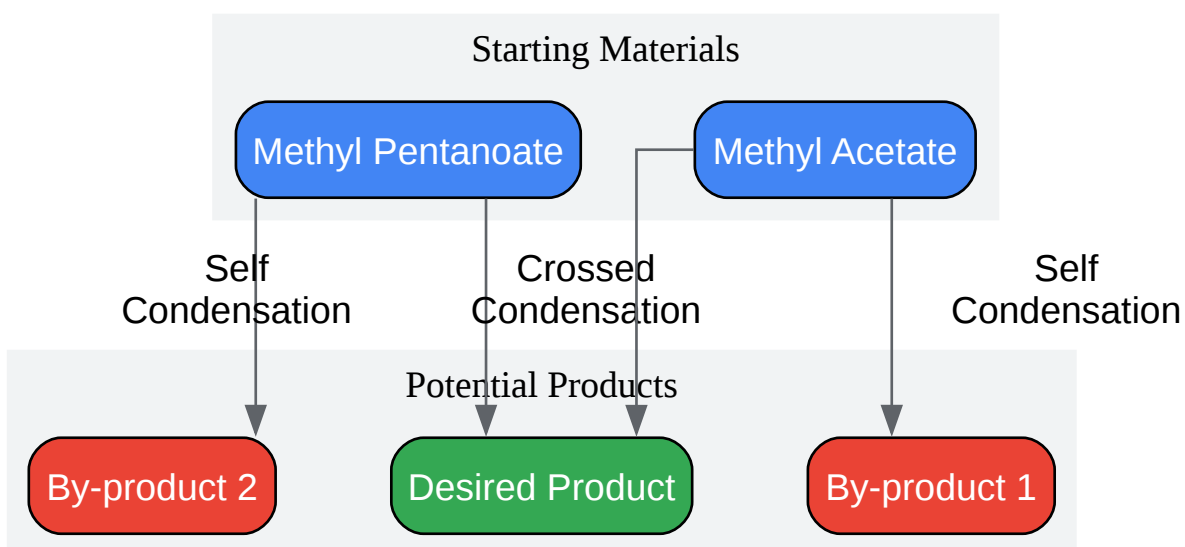 Starting Materials
Methyl Pentanoate
Methyl Acetate
Self
Condensation
Crossed
Condensation
Self
Condensation
Potential Products
By-product 2
Desired Product
By-product 1